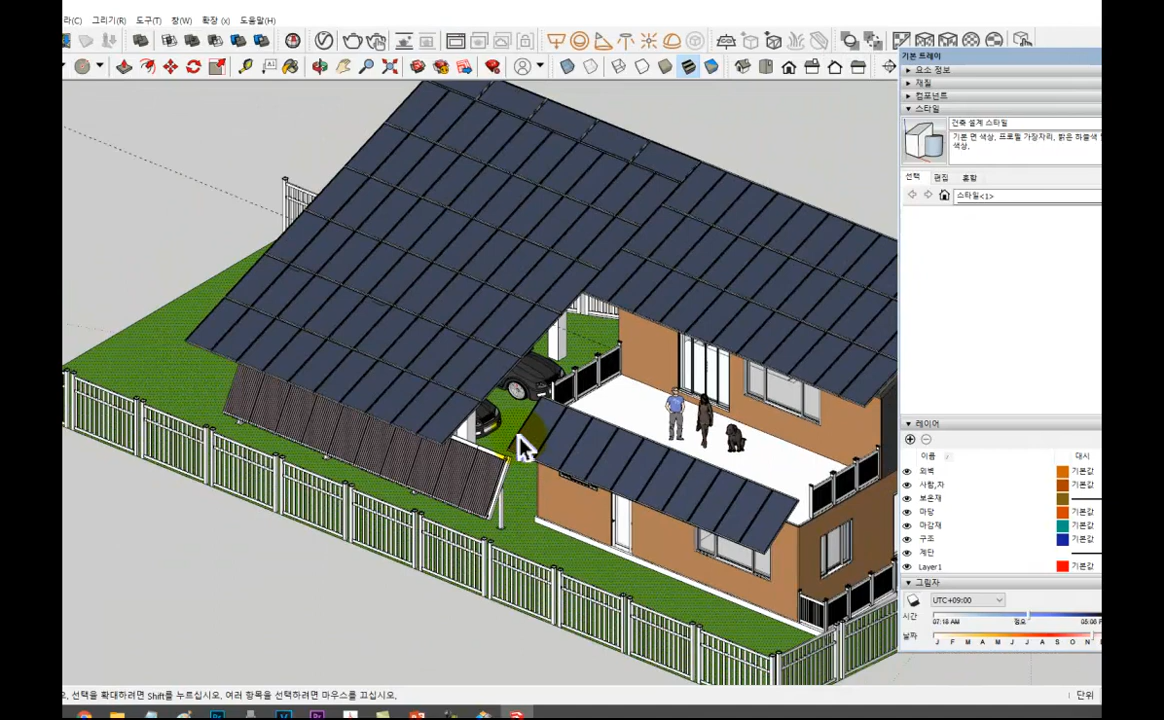 라(C) 그리기(R) 도구(T) 창(W) 확장 (x) 도움말(H)
기본 트레이
요소 정보
재질
컴포넌트
스타일
건축 설계 스타일
기본 면 색상, 프로필 가장자리, 밝은 하늘색
색상.
선택 편집 혼합
스타일<1>
레이어
이름 대시
외벽 기본값
사람,차 기본값
보온재
마당 기본값
마감재 기본값
구조 기본값
계단
Layer1 기본값
그림자
UTC+09:00
시간 07:18 AM 정오 05:06
날짜 J F M A M J J A S O N
요, 선택을 확대하려면 Shift를 누르십시오. 여러 항목을 선택하려면 마우스를 끄십시오.
단위